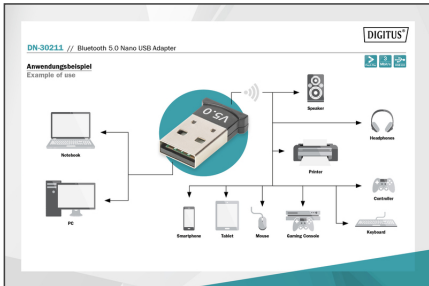 DIGITUS®
DN-30211 // Bluetooth 5.0 Nano USB Adapter
Anwendungsbeispiel
Example of use
V5.0
Speaker
Headphones
Notebook
Printer
Controller
PC
Smartphone
Tablet
Mouse
Gaming Console
Keyboard